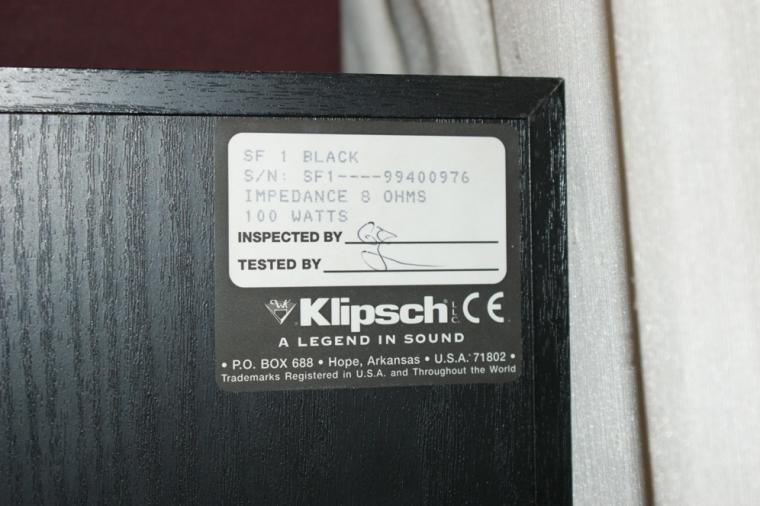 SF 1 BLACK
S/N: SF1----99400976
IMPEDANCE 8 OHMS
100 WATTS
INSPECTED BY
TESTED BY
Klipsch LLC. CE
A LEGEND IN SOUND
• P.O. BOX 688 • Hope, Arkansas • U.S.A. 71802 •
Trademarks Registered in U.S.A. and Throughout the World